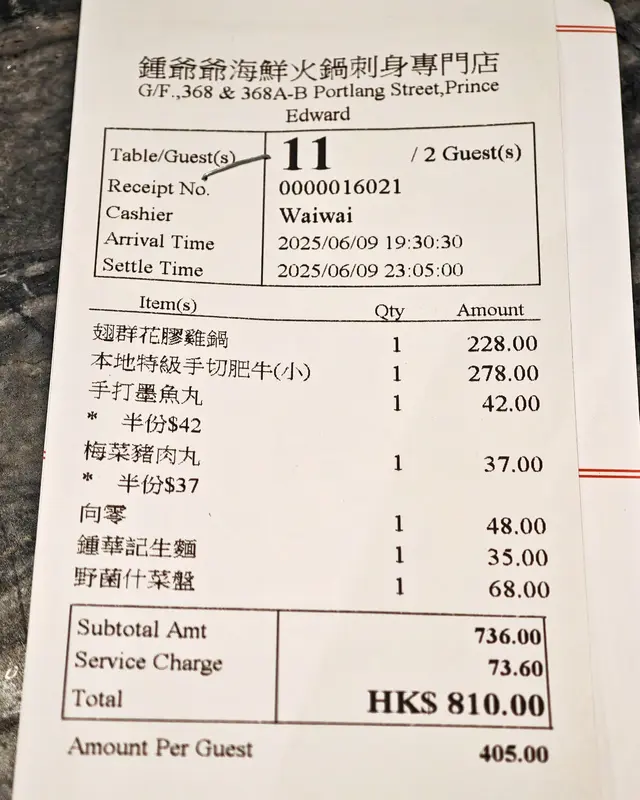 鍾爺爺海鮮火鍋刺身專門店
G/F.,368 & 368A-B Portlang Street,Prince
Edward
Table/Guest(s) 11 / 2 Guest(s)
Receipt No. 0000016021
Cashier Waiwai
Arrival Time 2025/06/09 19:30:30
Settle Time 2025/06/09 23:05:00
Item(s) Qty Amount
翅群花膠雞鍋 1 228.00
本地特級手切肥牛(小) 1 278.00
手打墨魚丸 1 42.00
* 半份$42
梅菜豬肉丸 1 37.00
* 半份$37
向零 1 48.00
鍾華記生麵 1 35.00
野菌什菜盤 1 68.00
Subtotal Amt 736.00
Service Charge 73.60
Total HK$ 810.00
Amount Per Guest 405.00